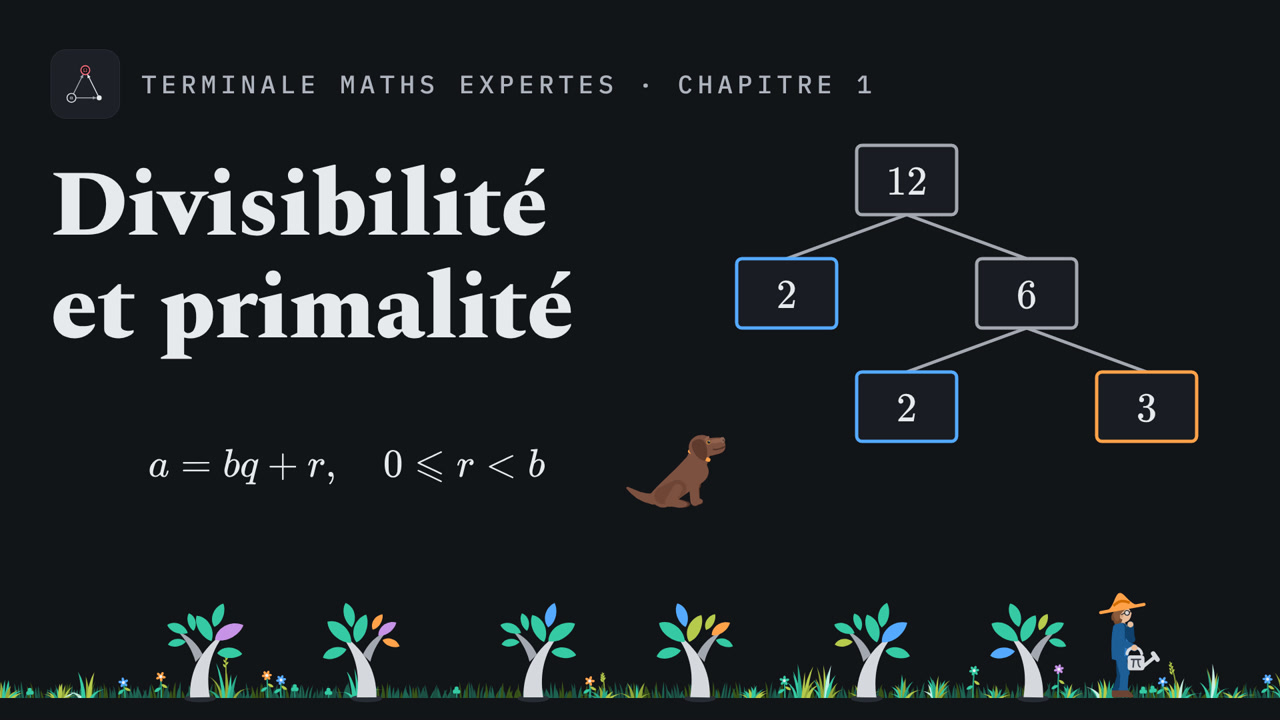 TERMINALE MATHS EXPERTES · CHAPITRE 1
Divisibilité
et primalité
12
2 6
2 3
a = bq + r, 0 ⩽ r < b
π